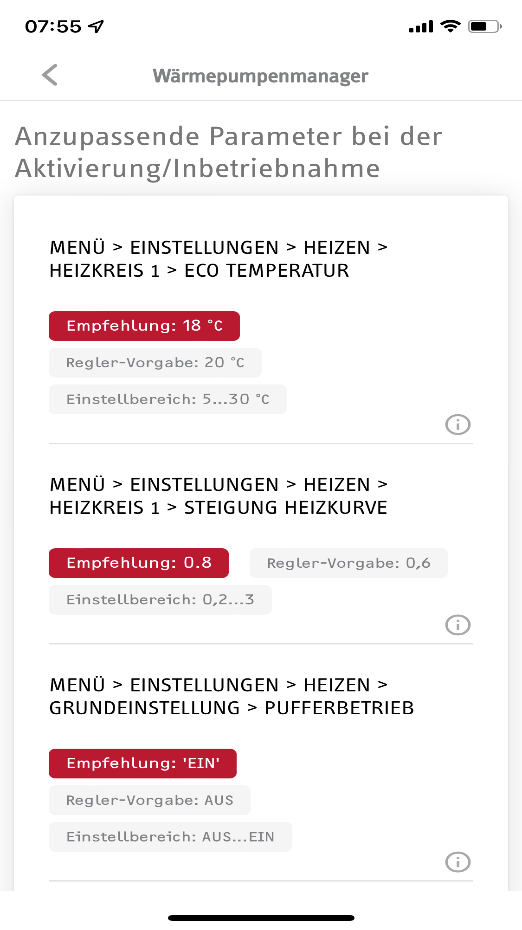 07:55
Wärmepumpenmanager
Anzupassende Parameter bei der
Aktivierung/Inbetriebnahme
MENÜ > EINSTELLUNGEN > HEIZEN >
HEIZKREIS 1 > ECO TEMPERATUR
Empfehlung: 18 °C
Regler-Vorgabe: 20 °C
Einstellbereich: 5...30 °C
MENÜ > EINSTELLUNGEN > HEIZEN >
HEIZKREIS 1 > STEIGUNG HEIZKURVE
Empfehlung: 0.8 Regler-Vorgabe: 0,6
Einstellbereich: 0,2...3
MENÜ > EINSTELLUNGEN > HEIZEN >
GRUNDEINSTELLUNG > PUFFERBETRIEB
Empfehlung: 'EIN'
Regler-Vorgabe: AUS
Einstellbereich: AUS...EIN